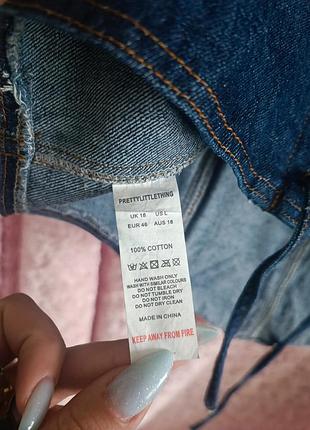 PRETTYLITTLETHING
UK 18 US L
EUR 46 AUS 18
100% COTTON
HAND WASH ONLY
WASH WITH SIMILAR COLOURS
DO NOT BLEACH
DO NOT TUMBLE DRY
DO NOT IRON
DO NOT DRY CLEAN
MADE IN CHINA
KEEP AWAY FROM FIRE